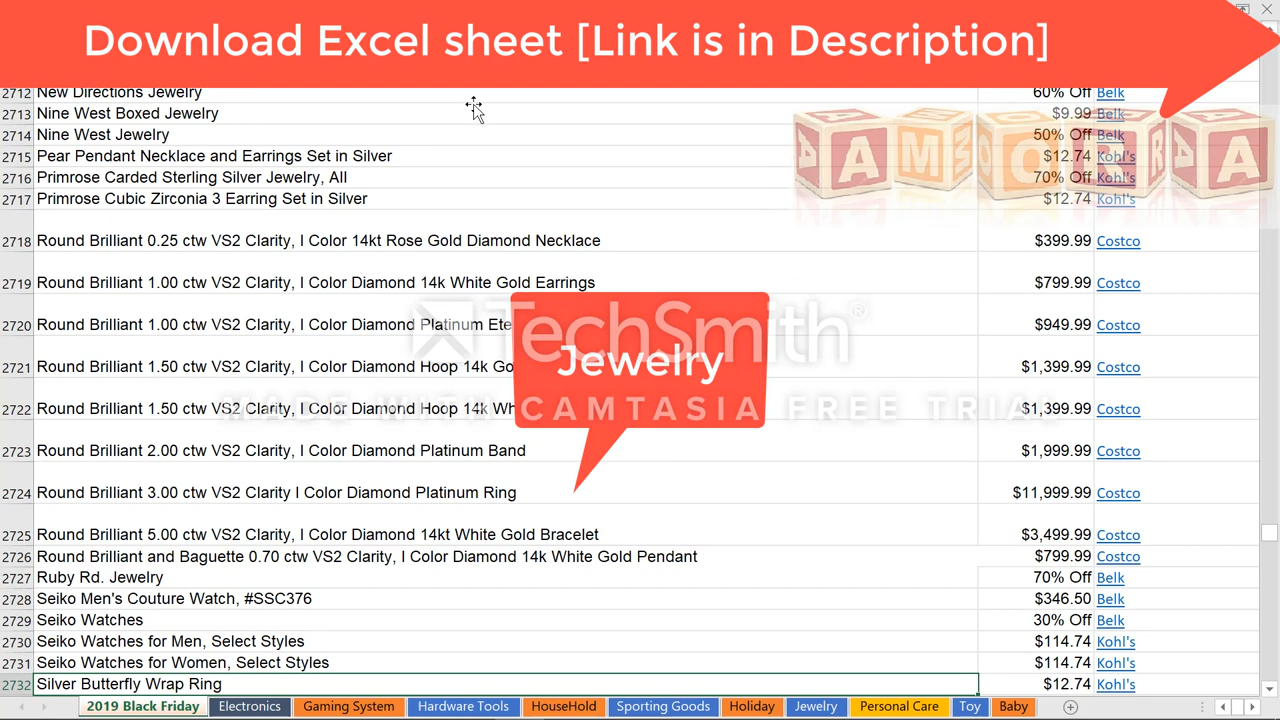 Download Excel sheet [Link is in Description]
2712 New Directions Jewelry 60% Off Belk
2713 Nine West Boxed Jewelry $9.99 Belk
2714 Nine West Jewelry 50% Off Belk
2715 Pear Pendant Necklace and Earrings Set in Silver $12.74 Kohl's
2716 Primrose Carded Sterling Silver Jewelry, All 70% Off Kohl's
2717 Primrose Cubic Zirconia 3 Earring Set in Silver $12.74 Kohl's
A M O R A
2718 Round Brilliant 0.25 ctw VS2 Clarity, I Color 14kt Rose Gold Diamond Necklace $399.99 Costco
2719 Round Brilliant 1.00 ctw VS2 Clarity, I Color Diamond 14k White Gold Earrings $799.99 Costco
2720 Round Brilliant 1.00 ctw VS2 Clarity, I Color Diamond Platinum Ete $949.99 Costco
TechSmith®
Jewelry
2721 Round Brilliant 1.50 ctw VS2 Clarity, I Color Diamond Hoop 14k Go $1,399.99 Costco
2722 Round Brilliant 1.50 ctw VS2 Clarity, I Color Diamond Hoop 14k Wh $1,399.99 Costco
MADE WITH CAMTASIA FREE TRIAL
2723 Round Brilliant 2.00 ctw VS2 Clarity, I Color Diamond Platinum Band $1,999.99 Costco
2724 Round Brilliant 3.00 ctw VS2 Clarity I Color Diamond Platinum Ring $11,999.99 Costco
2725 Round Brilliant 5.00 ctw VS2 Clarity, I Color Diamond 14kt White Gold Bracelet $3,499.99 Costco
2726 Round Brilliant and Baguette 0.70 ctw VS2 Clarity, I Color Diamond 14k White Gold Pendant $799.99 Costco
2727 Ruby Rd. Jewelry 70% Off Belk
2728 Seiko Men's Couture Watch, #SSC376 $346.50 Belk
2729 Seiko Watches 30% Off Belk
2730 Seiko Watches for Men, Select Styles $114.74 Kohl's
2731 Seiko Watches for Women, Select Styles $114.74 Kohl's
2732 Silver Butterfly Wrap Ring $12.74 Kohl's
2019 Black Friday Electronics Gaming System Hardware Tools HouseHold Sporting Goods Holiday Jewelry Personal Care Toy Baby